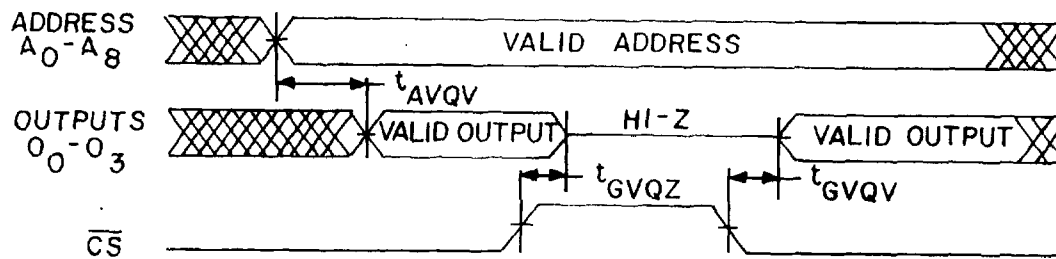 ADDRESS
A0-A8
VALID ADDRESS
tAVQV
OUTPUTS
O0-O3
VALID OUTPUT
HI-Z
VALID OUTPUT
tGVQZ
tGVQV
CS